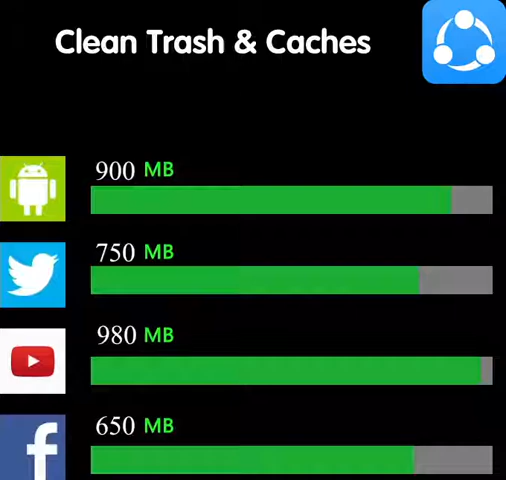 Clean Trash & Caches
900 MB
750 MB
980 MB
650 MB